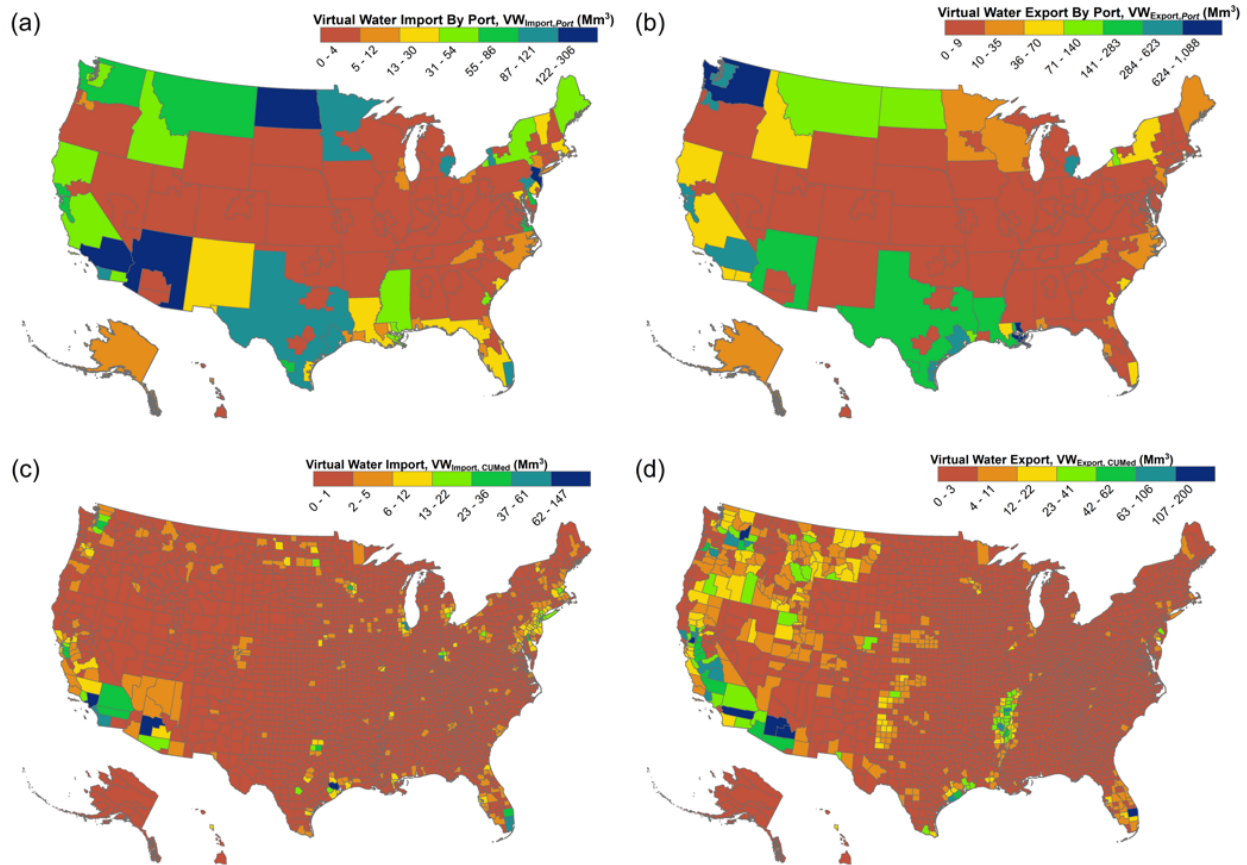 (a)
Virtual Water Import By Port, VWImport,Port (Mm³)
0 - 4
5 - 12
13 - 30
31 - 54
55 - 86
87 - 121
122 - 306
(b)
Virtual Water Export By Port, VWExport,Port (Mm³)
0 - 9
10 - 35
36 - 70
71 - 140
141 - 283
284 - 623
624 - 1,088
(c)
Virtual Water Import, VWImport, CUMed (Mm³)
0 - 1
2 - 5
6 - 12
13 - 22
23 - 36
37 - 61
62 - 147
(d)
Virtual Water Export, VWExport, CUMed (Mm³)
0 - 3
4 - 11
12 - 22
23 - 41
42 - 62
63 - 106
107 - 200